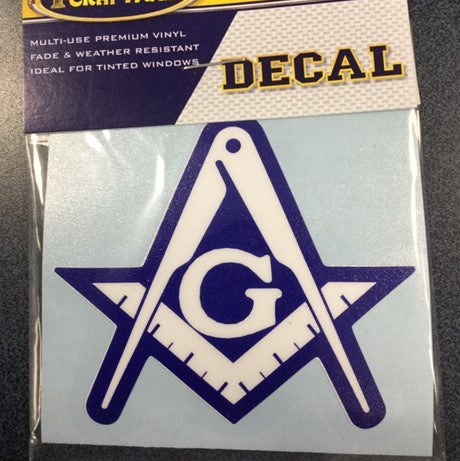 MULTI-USE PREMIUM VINYL
FADE & WEATHER RESISTANT
IDEAL FOR TINTED WINDOWS
DECAL
G